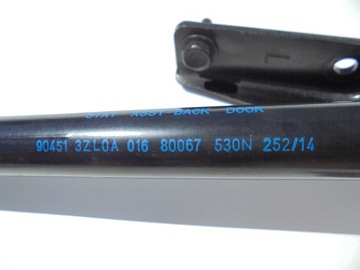 L
STAY ASSY-BACK DOOR
90451 3ZL0A 016 80067 530N 252/14